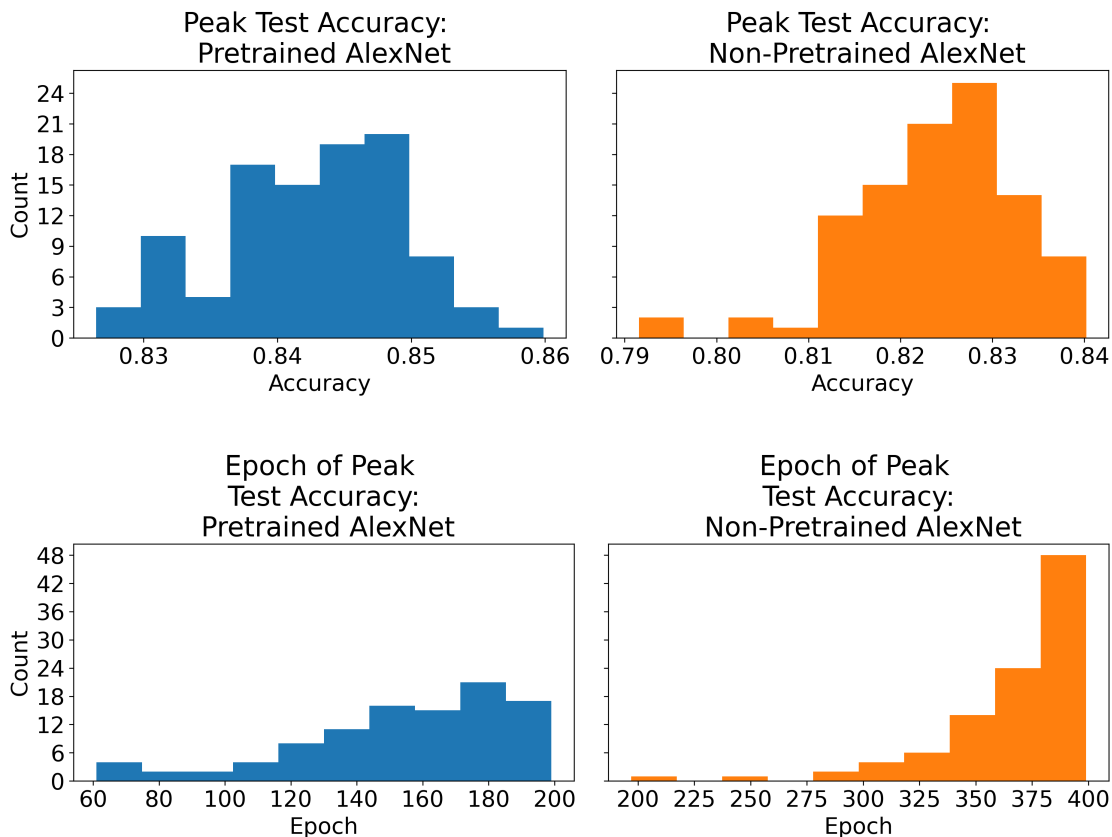 Peak Test Accuracy:
Pretrained AlexNet
24
21
18
15
12
9
6
3
0
Count
0.83 0.84 0.85 0.86
Accuracy
Peak Test Accuracy:
Non-Pretrained AlexNet
0.79 0.80 0.81 0.82 0.83 0.84
Accuracy
Epoch of Peak
Test Accuracy:
Pretrained AlexNet
48
42
36
30
24
18
12
6
0
Count
60 80 100 120 140 160 180 200
Epoch
Epoch of Peak
Test Accuracy:
Non-Pretrained AlexNet
200 225 250 275 300 325 350 375 400
Epoch